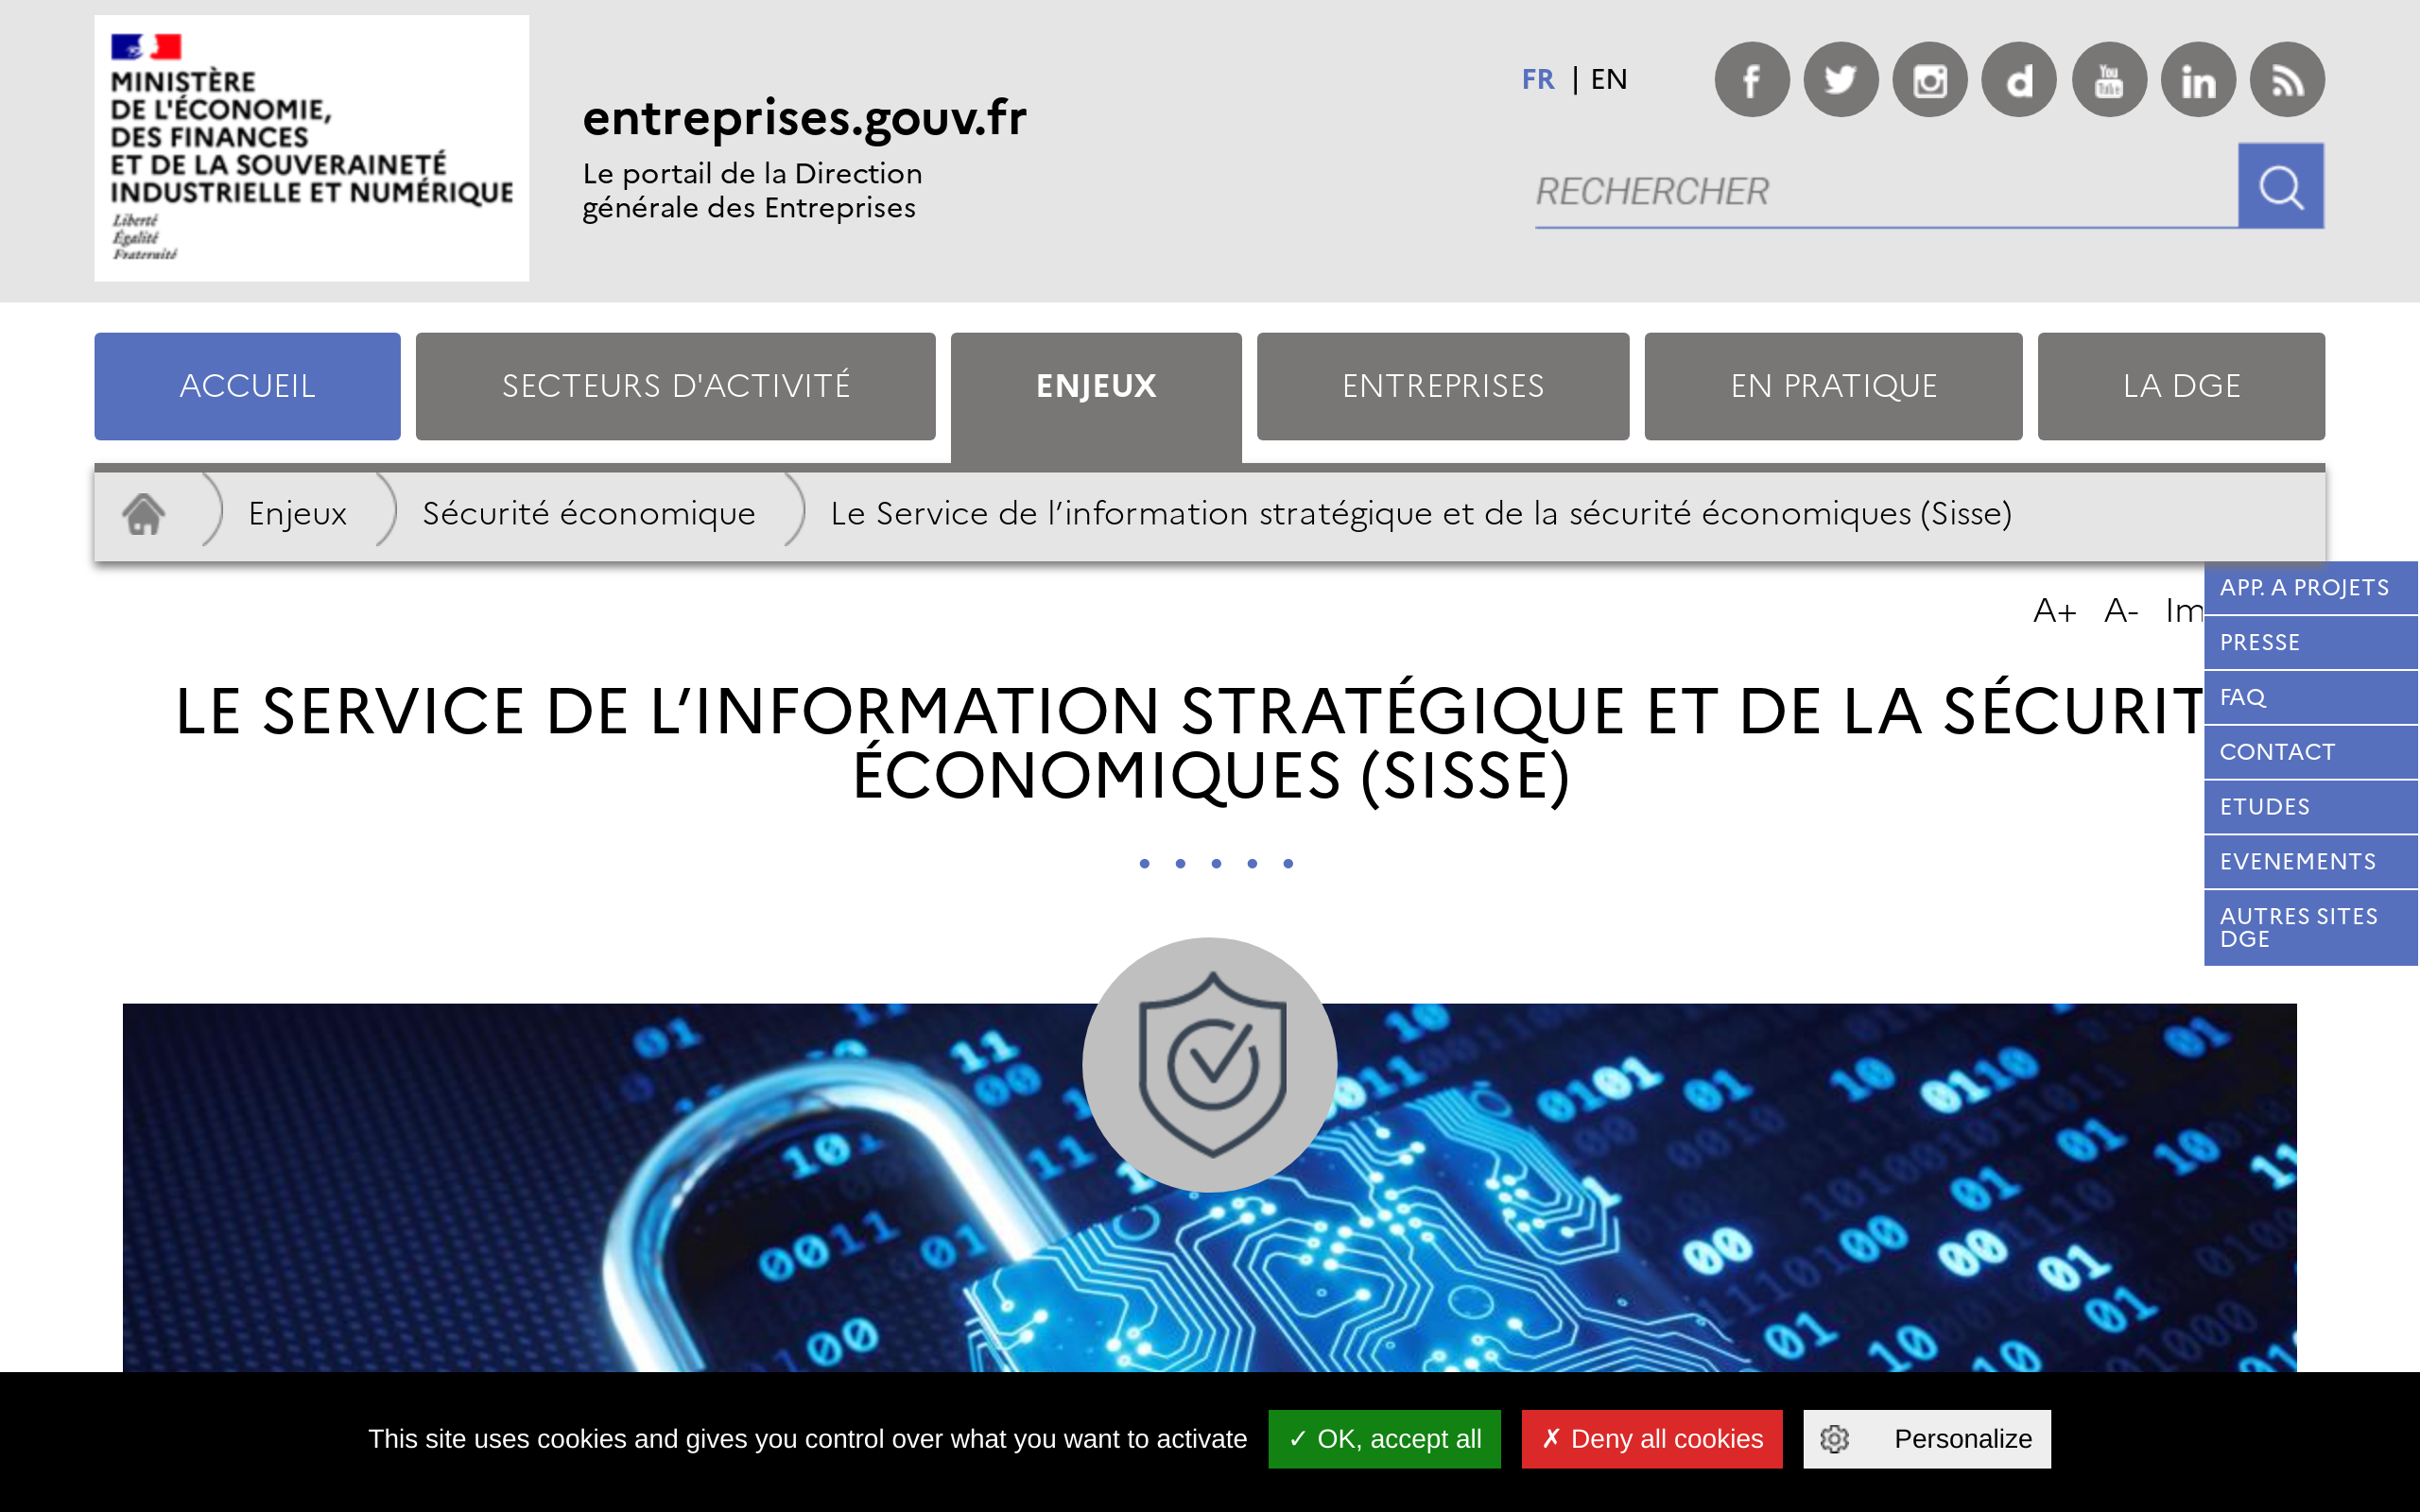 MINISTÈRE
DE L'ÉCONOMIE,
DES FINANCES
ET DE LA SOUVERAINETÉ
INDUSTRIELLE ET NUMÉRIQUE
Liberté
Égalité
Fraternité
entreprises.gouv.fr
Le portail de la Direction
générale des Entreprises
FR | EN
You
Tube
RECHERCHER
ACCUEIL
SECTEURS D'ACTIVITÉ
ENJEUX
ENTREPRISES
EN PRATIQUE
LA DGE
Enjeux
Sécurité économique
Le Service de l’information stratégique et de la sécurité économiques (Sisse)
A+ A- Im
APP. A PROJETS
PRESSE
FAQ
CONTACT
ETUDES
EVENEMENTS
AUTRES SITES
DGE
LE SERVICE DE L’INFORMATION STRATÉGIQUE ET DE LA SÉCURIT
ÉCONOMIQUES (SISSE)
This site uses cookies and gives you control over what you want to activate
✓ OK, accept all
✗ Deny all cookies
Personalize